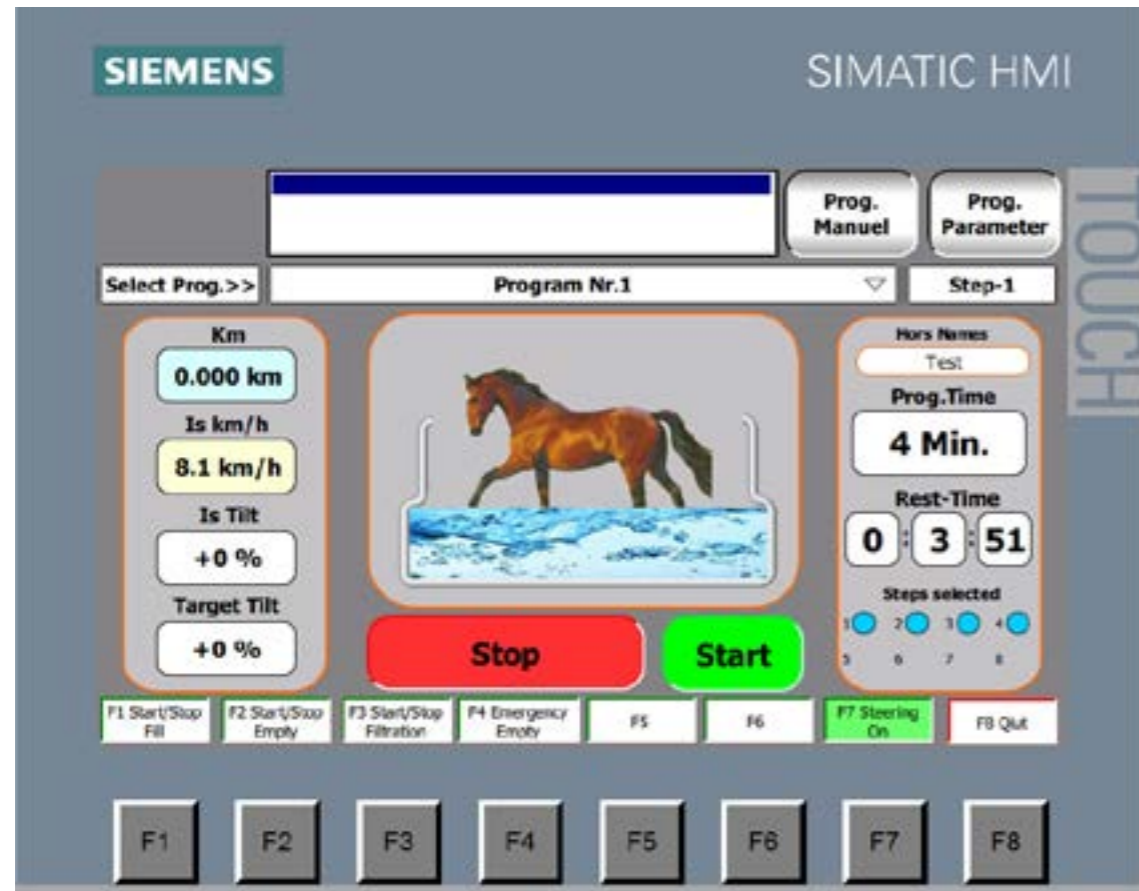 SIEMENS
SIMATIC HMI
TOUCH
Prog.
Manuel
Prog.
Parameter
Select Prog.>>
Program Nr.1
Step-1
Km
0.000 km
Is km/h
8.1 km/h
Is Tilt
+0 %
Target Tilt
+0 %
Stop
Start
Hors Names
Test
Prog.Time
4 Min.
Rest-Time
0 : 3 : 51
Steps selected
1 2 3 4
5 6 7 8
F1 Start/Stop
Fill
F2 Start/Stop
Empty
F3 Start/Stop
Filtration
F4 Emergency
Empty
F5
F6
F7 Steering
On
F8 Qiut
F1
F2
F3
F4
F5
F6
F7
F8